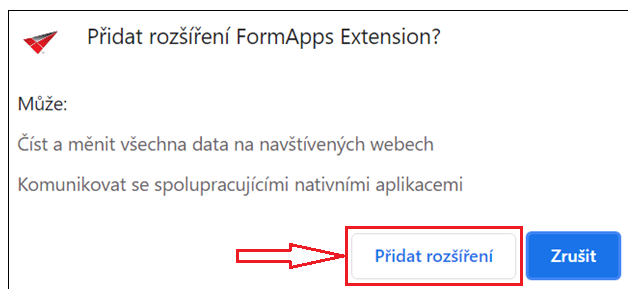 Přidat rozšíření FormApps Extension?
Může:
Číst a měnit všechna data na navštívených webech
Komunikovat se spolupracujícími nativními aplikacemi
Přidat rozšíření
Zrušit